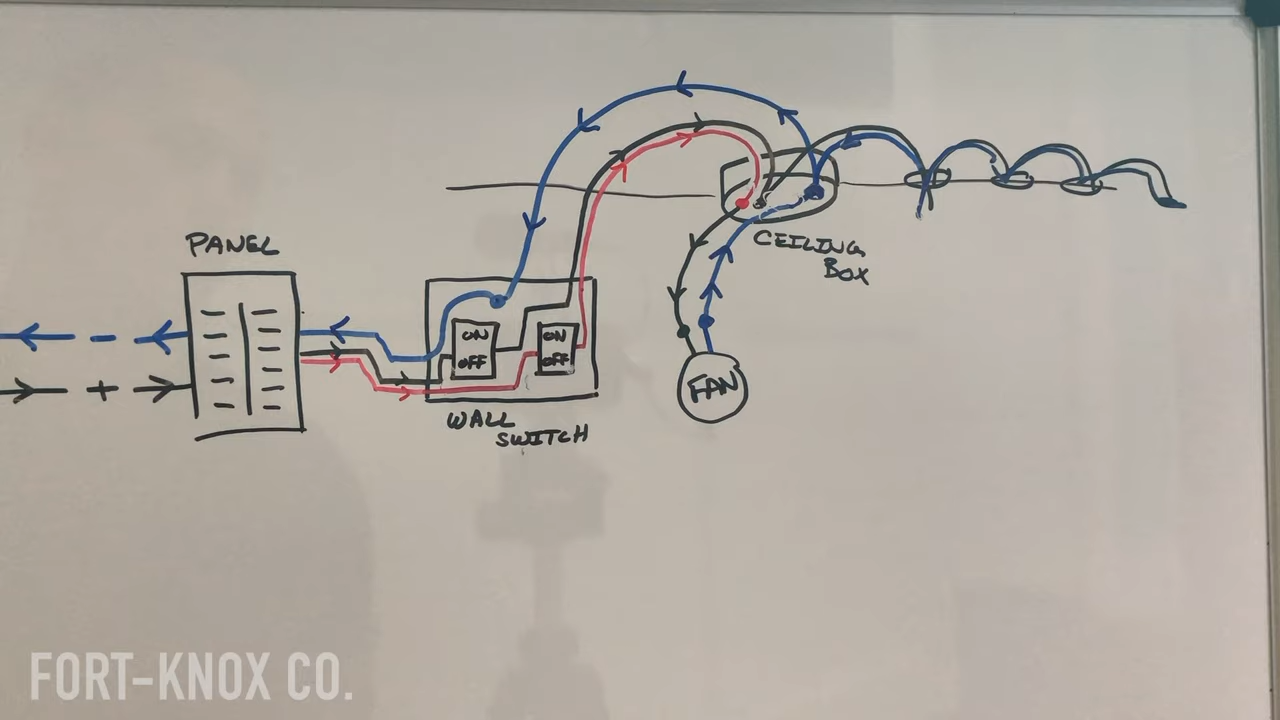 PANEL
CEILING
BOX
ON
OFF
ON
OFF
FAN
WALL
SWITCH
- +
FORT-KNOX CO.